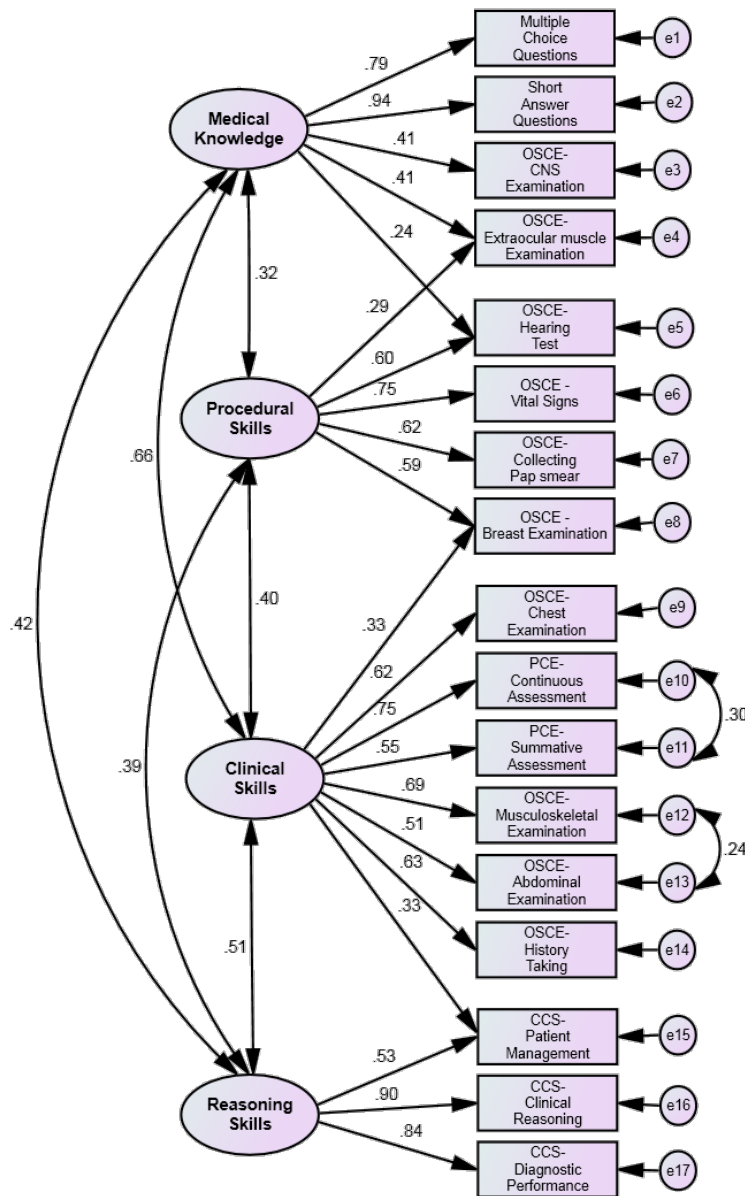 Multiple
Choice
Questions
e1
.79
Short
Answer
Questions
e2
.94
Medical
Knowledge
.41
OSCE-
CNS
Examination
e3
.41
OSCE-
Extraocular muscle
Examination
e4
.24
.32
.29
OSCE-
Hearing
Test
e5
.60
.75
OSCE -
Vital Signs
e6
Procedural
Skills
.62
OSCE-
Collecting
Pap smear
e7
.66
.59
OSCE -
Breast Examination
e8
.40
.33
OSCE-
Chest
Examination
e9
.42
.62
PCE-
Continuous
Assessment
e10
.75
.30
.39
.55
PCE-
Summative
Assessment
e11
Clinical
Skills
.69
OSCE-
Musculoskeletal
Examination
e12
.51
.24
.63
OSCE-
Abdominal
Examination
e13
.33
OSCE-
History
Taking
e14
.51
CCS-
Patient
Management
e15
.53
.90
CCS-
Clinical
Reasoning
e16
Reasoning
Skills
.84
CCS-
Diagnostic
Performance
e17